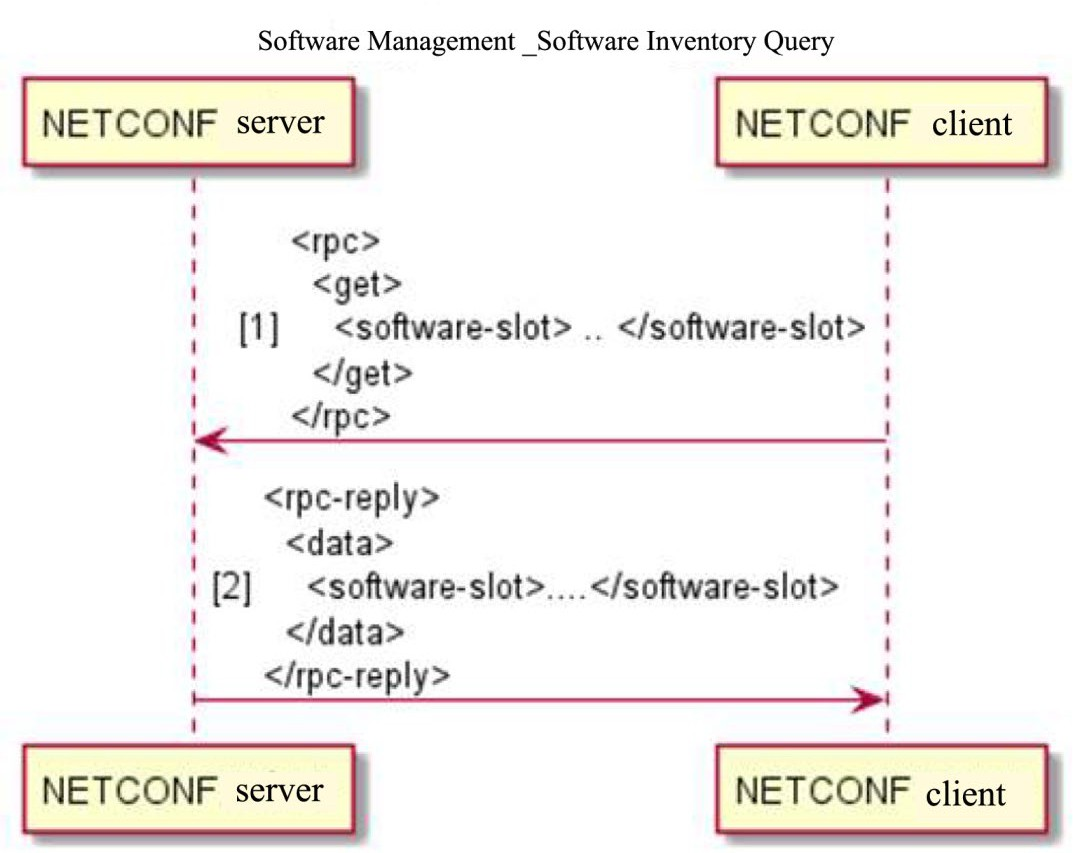 Software Management _Software Inventory Query
NETCONF server
NETCONF client
<rpc>
<get>
[1] <software-slot> .. </software-slot>
</get>
</rpc>
<rpc-reply>
<data>
[2] <software-slot>....</software-slot>
</data>
</rpc-reply>
NETCONF server
NETCONF client